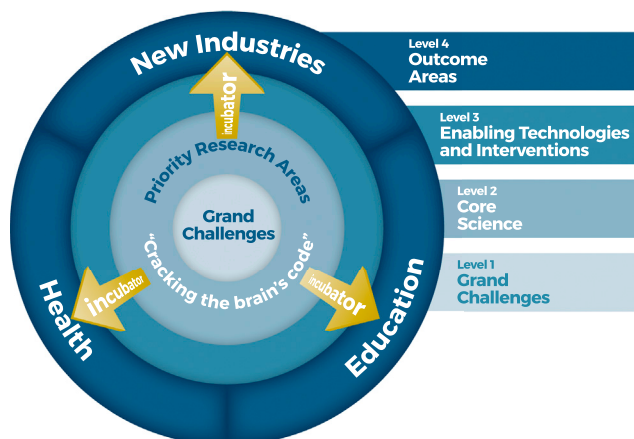 New Industries
incubator
Priority Research Areas
Grand
Challenges
"Cracking the brain's code"
incubator
incubator
Health
Education
Level 4
Outcome
Areas
Level 3
Enabling Technologies
and Interventions
Level 2
Core
Science
Level 1
Grand
Challenges